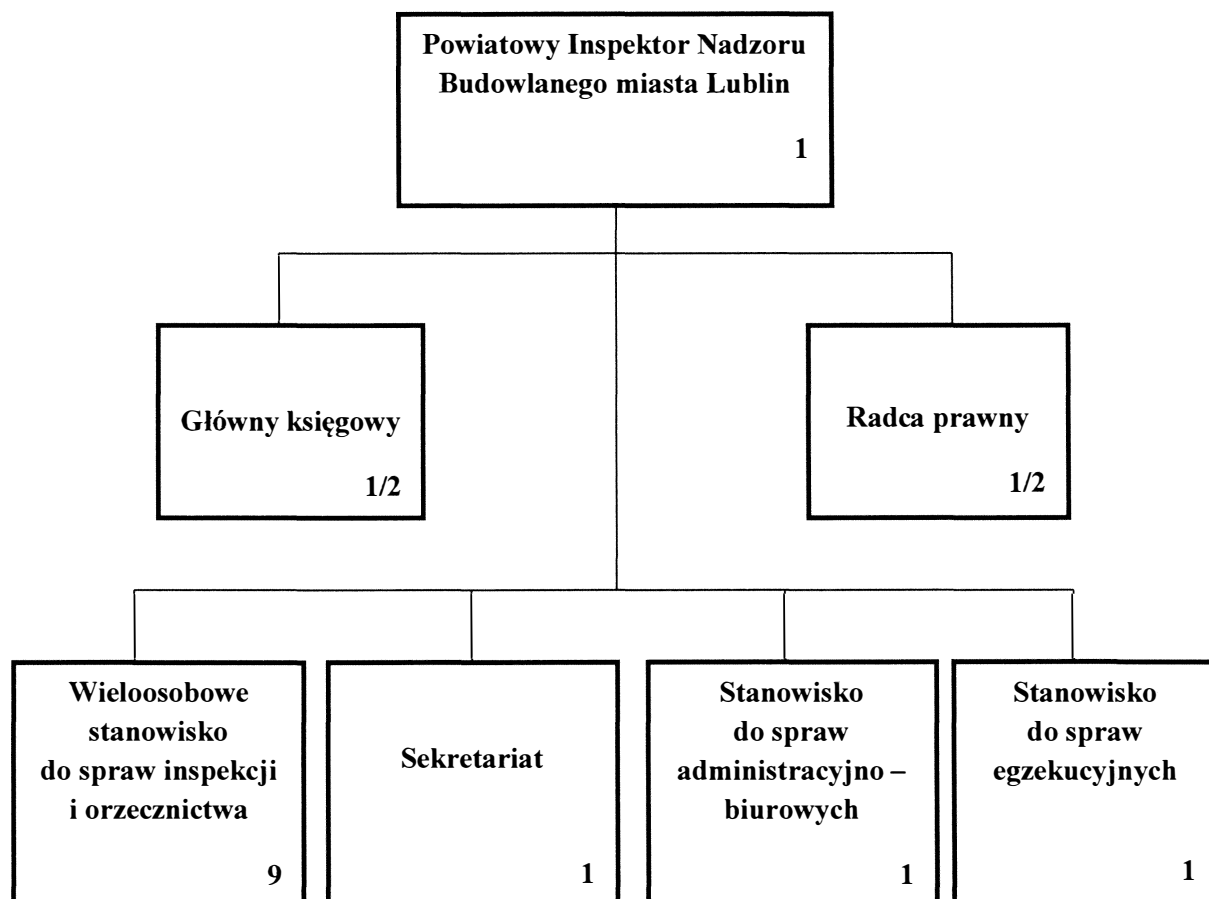 Powiatowy Inspektor Nadzoru
Budowlanego miasta Lublin
1
Główny księgowy
1/2
Radca prawny
1/2
Wieloosobowe
stanowisko
do spraw inspekcji
i orzecznictwa
9
Sekretariat
1
Stanowisko
do spraw
administracyjno –
biurowych
1
Stanowisko
do spraw
egzekucyjnych
1